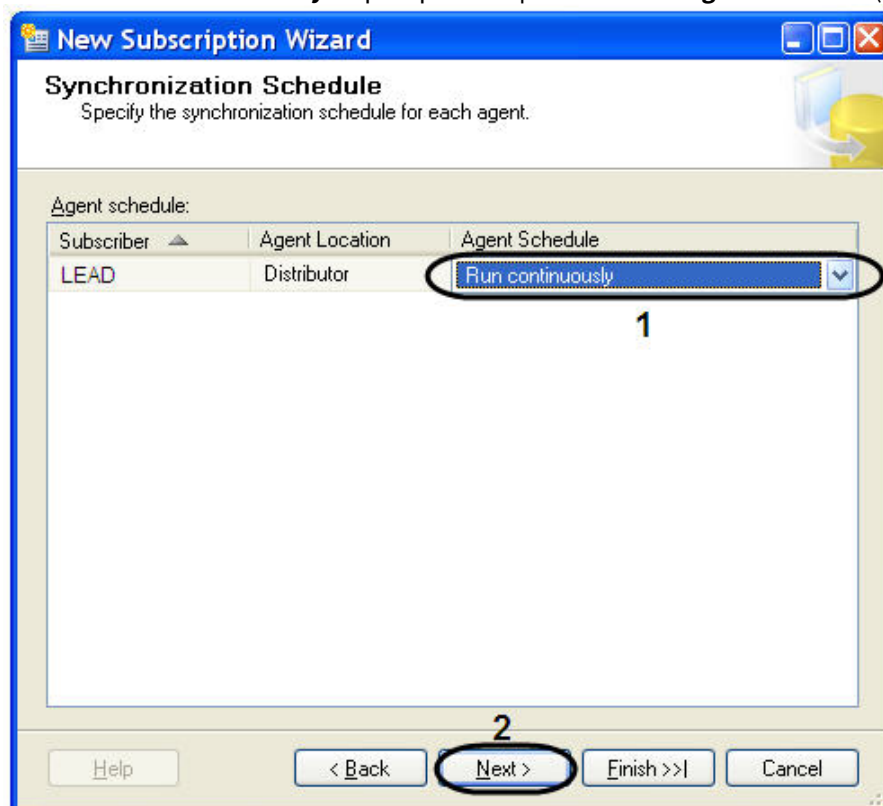 New Subscription Wizard
Synchronization Schedule
Specify the synchronization schedule for each agent.
Agent schedule:
Subscriber Agent Location Agent Schedule
LEAD Distributor Run continuously
1
2
Help < Back Next > Finish >>| Cancel